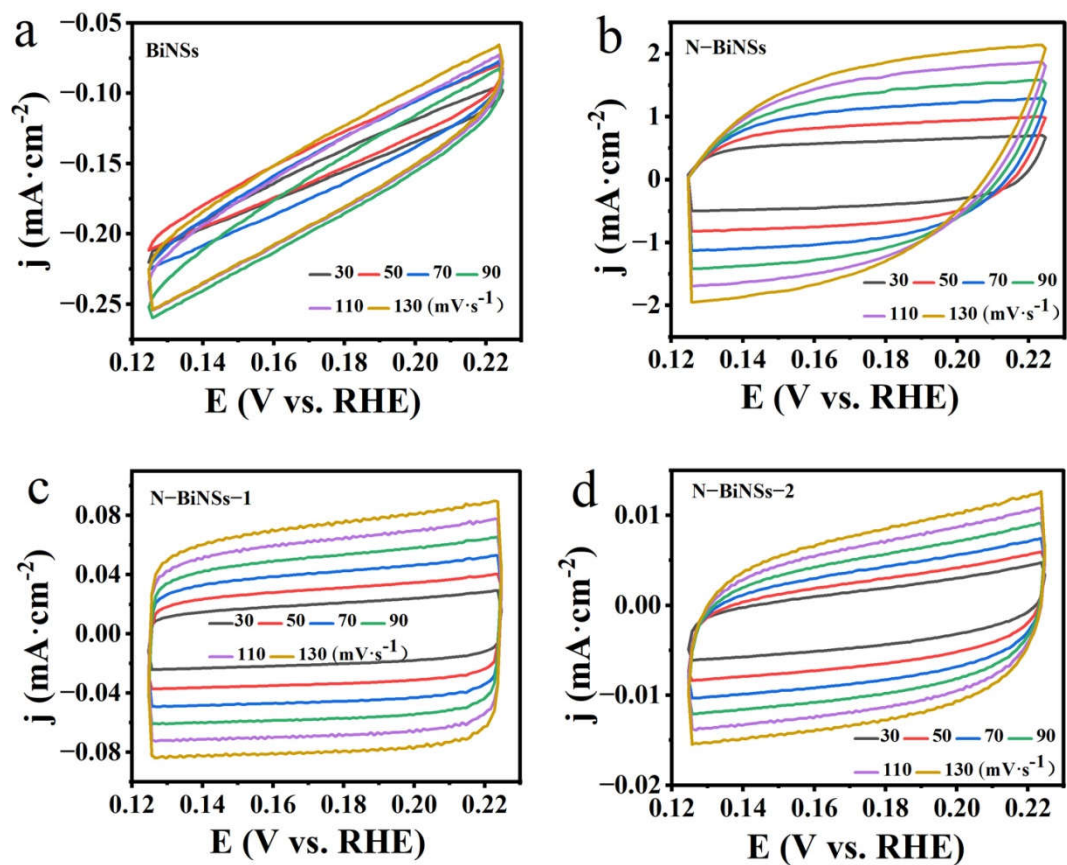 a
BiNSs
−0.05
−0.10
−0.15
−0.20
−0.25
j (mA·cm⁻²)
30 50 70 90
110 130 (mV·s⁻¹)
0.12 0.14 0.16 0.18 0.20 0.22
E (V vs. RHE)
b
N−BiNSs
2
1
0
−1
−2
j (mA·cm⁻²)
30 50 70 90
110 130 (mV·s⁻¹)
0.12 0.14 0.16 0.18 0.20 0.22
E (V vs. RHE)
c
N−BiNSs−1
0.08
0.04
0.00
−0.04
−0.08
j (mA·cm⁻²)
30 50 70 90
110 130 (mV·s⁻¹)
0.12 0.14 0.16 0.18 0.20 0.22
E (V vs. RHE)
d
N−BiNSs−2
0.01
0.00
−0.01
−0.02
j (mA·cm⁻²)
30 50 70 90
110 130 (mV·s⁻¹)
0.12 0.14 0.16 0.18 0.20 0.22
E (V vs. RHE)